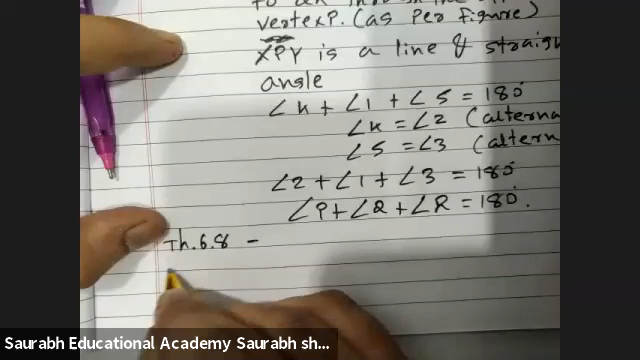 vertex P. (as per figure)
XPY is a line & straigh
angle
∠4 + ∠1 + ∠5 = 180°
∠4 = ∠2 (alterna
∠5 = ∠3 (altern
∠2 + ∠1 + ∠3 = 180°
∠P + ∠Q + ∠R = 180°.
Th. 6.8 -
Saurabh Educational Academy Saurabh sh...